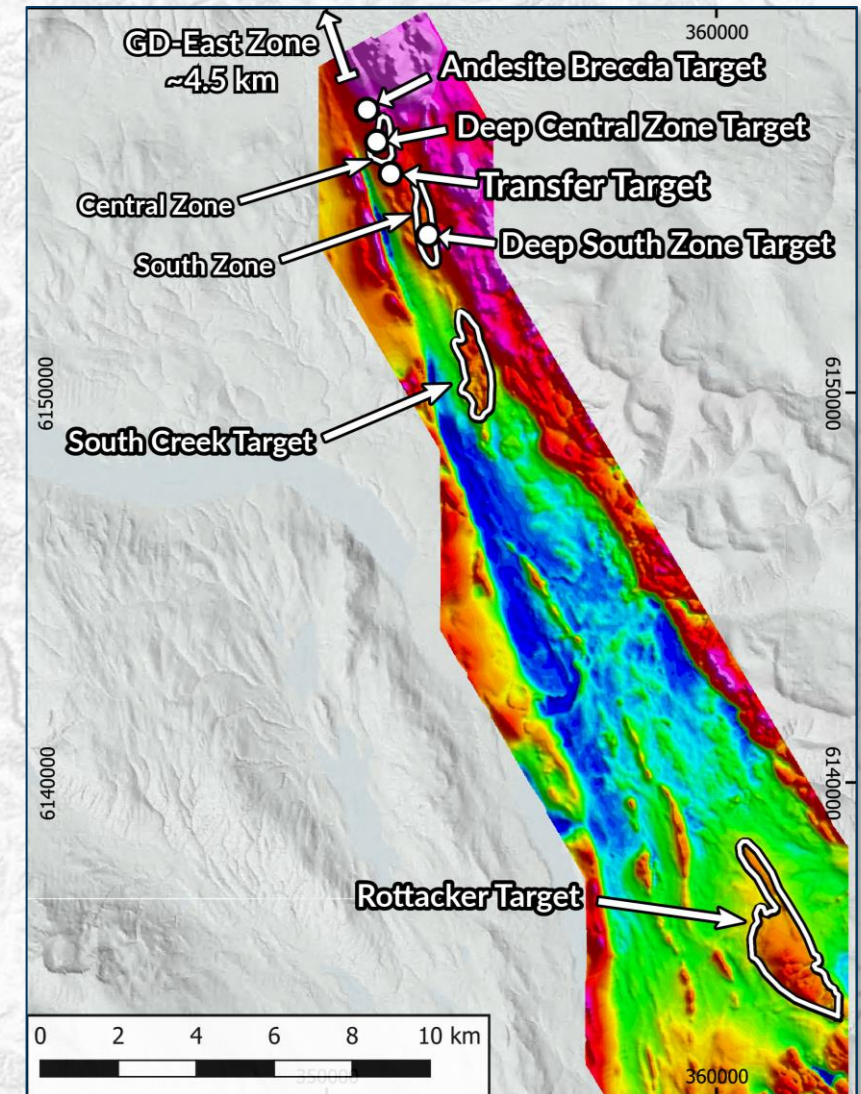 360000
GD-East Zone
~4.5 km
Andesite Breccia Target
Deep Central Zone Target
Central Zone
Transfer Target
South Zone
Deep South Zone Target
6150000
6150000
South Creek Target
6140000
6140000
Rottacker Target
0 2 4 6 8 10 km
350000
360000